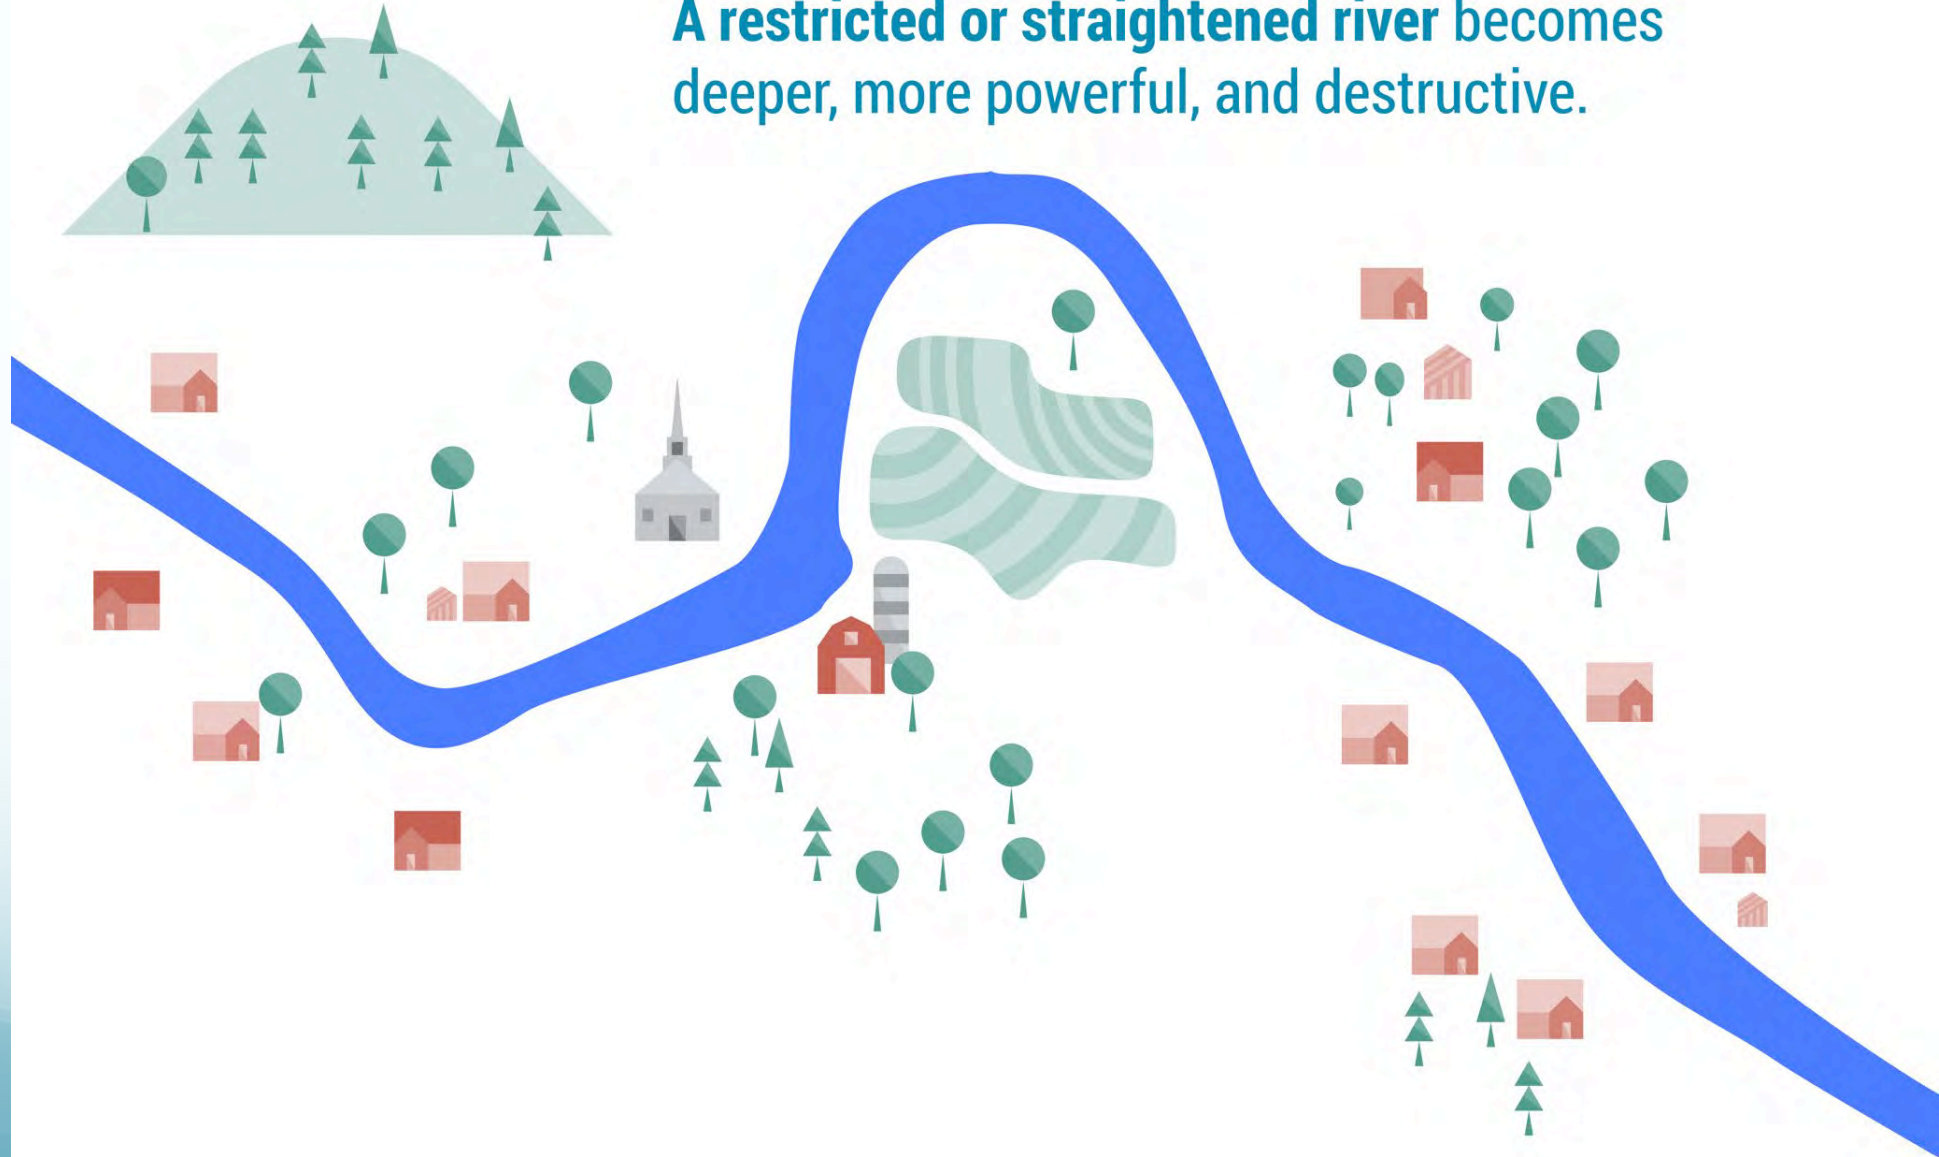 A restricted or straightened river becomes
deeper, more powerful, and destructive.